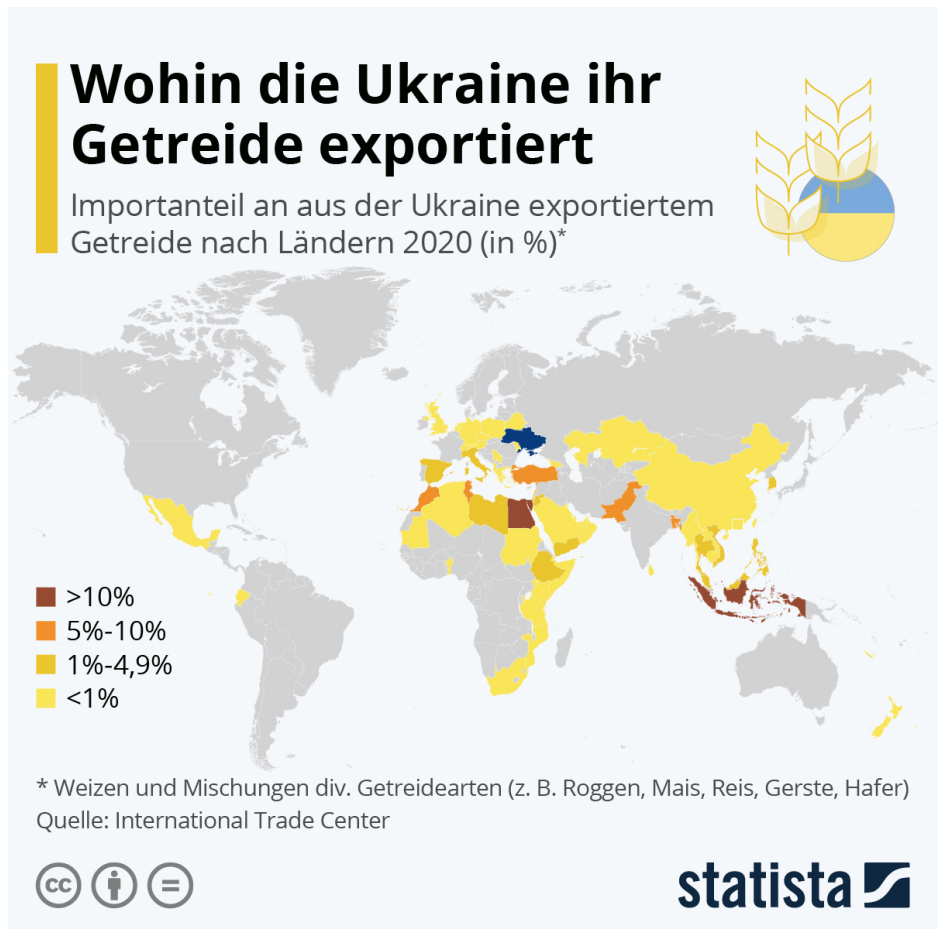 Wohin die Ukraine ihr
Getreide exportiert
Importanteil an aus der Ukraine exportiertem
Getreide nach Ländern 2020 (in %)*
>10%
5%-10%
1%-4,9%
<1%
* Weizen und Mischungen div. Getreidearten (z. B. Roggen, Mais, Reis, Gerste, Hafer)
Quelle: International Trade Center
cc
statista